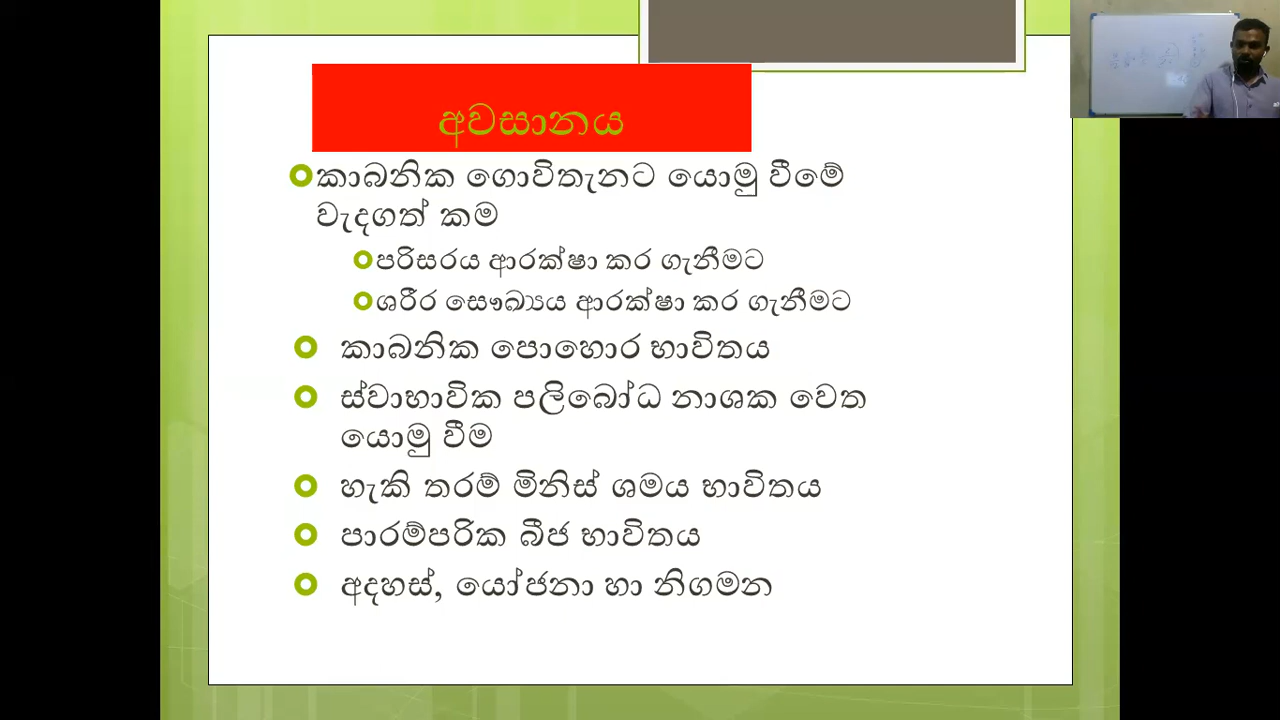 අවසානය
කාබනික ගොවිතැනට යොමු වීමේ
වැදගත් කම
පරිසරය ආරක්ෂා කර ගැනීමට
ශරීර සෞඛ්‍යය ආරක්ෂා කර ගැනීමට
කාබනික පොහොර භාවිතය
ස්වාභාවික පලිබෝධ නාශක වෙත
යොමු වීම
හැකි තරම් මිනිස් ශ‍මය භාවිතය
පාරම්පරික බීජ භාවිතය
අදහස්, යෝජනා හා නිගමන